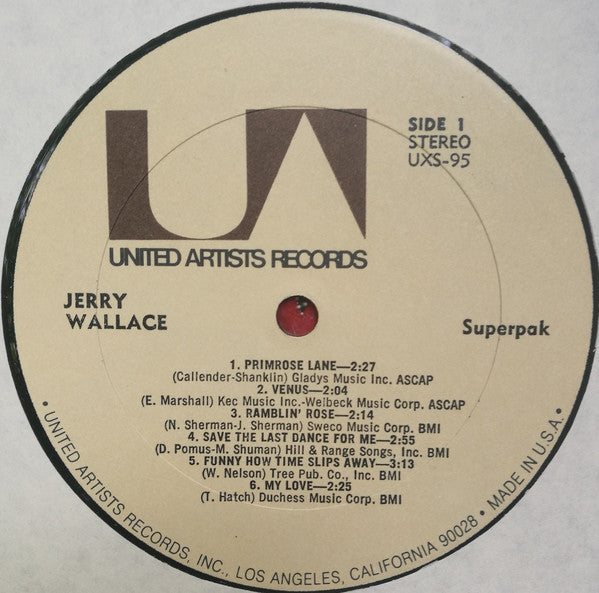 UA
UNITED ARTISTS RECORDS
SIDE 1
STEREO
UXS-95
JERRY
WALLACE
Superpak
1. PRIMROSE LANE—2:27
(Callender-Shanklin) Gladys Music Inc. ASCAP
2. VENUS—2:04
(E. Marshall) Kec Music Inc.-Welbeck Music Corp. ASCAP
3. RAMBLIN' ROSE—2:14
(N. Sherman-J. Sherman) Sweco Music Corp. BMI
4. SAVE THE LAST DANCE FOR ME—2:55
(D. Pomus-M. Shuman) Hill & Range Songs, Inc. BMI
5. FUNNY HOW TIME SLIPS AWAY—3:13
(W. Nelson) Tree Pub. Co., Inc. BMI
6. MY LOVE—2:25
(T. Hatch) Duchess Music Corp. BMI
• UNITED ARTISTS RECORDS, INC., LOS ANGELES, CALIFORNIA 90028 • MADE IN U.S.A. •